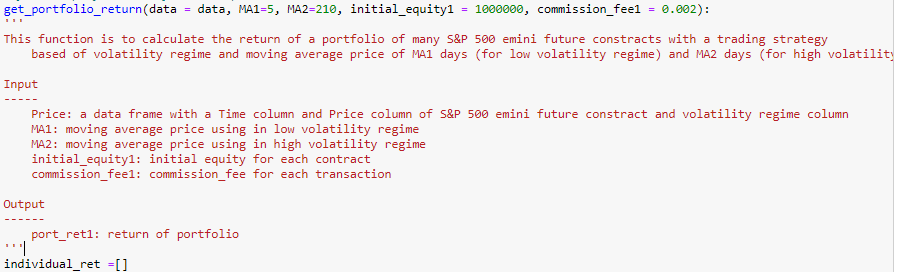 get_portfolio_return(data = data, MA1=5, MA2=210, initial_equity1 = 1000000, commission_fee1 = 0.002):
'''
This function is to calculate the return of a portfolio of many S&P 500 emini future constracts with a trading strategy
based of volatility regime and moving average price of MA1 days (for low volatility regime) and MA2 days (for high volatility
Input
-----
Price: a data frame with a Time column and Price column of S&P 500 emini future constract and volatility regime column
MA1: moving average price using in low volatility regime
MA2: moving average price using in high volatility regime
initial_equity1: initial equity for each contract
commission_fee1: commission_fee for each transaction
Output
------
port_ret1: return of portfolio
'''
individual_ret =[]